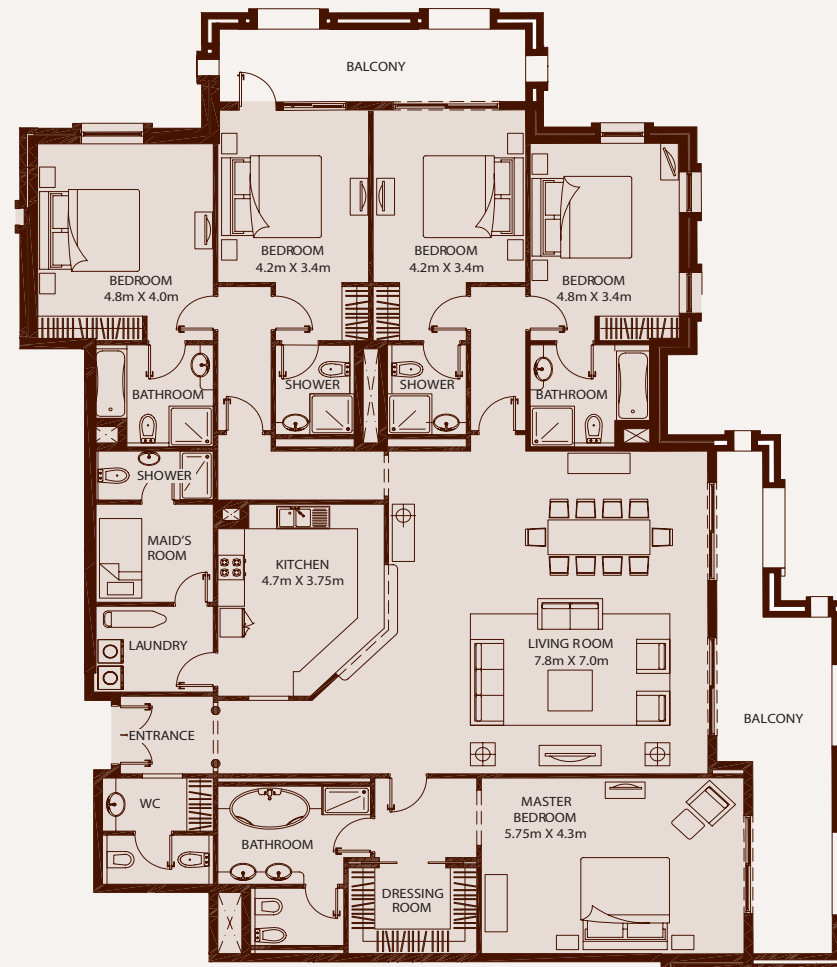 BALCONY
BEDROOM
4.2m X 3.4m
BEDROOM
4.2m X 3.4m
BEDROOM
4.8m X 4.0m
BEDROOM
4.8m X 3.4m
BATHROOM
SHOWER
SHOWER
BATHROOM
SHOWER
MAID'S
ROOM
KITCHEN
4.7m X 3.75m
LAUNDRY
LIVING ROOM
7.8m X 7.0m
BALCONY
ENTRANCE
WC
BATHROOM
MASTER
BEDROOM
5.75m X 4.3m
DRESSING
ROOM